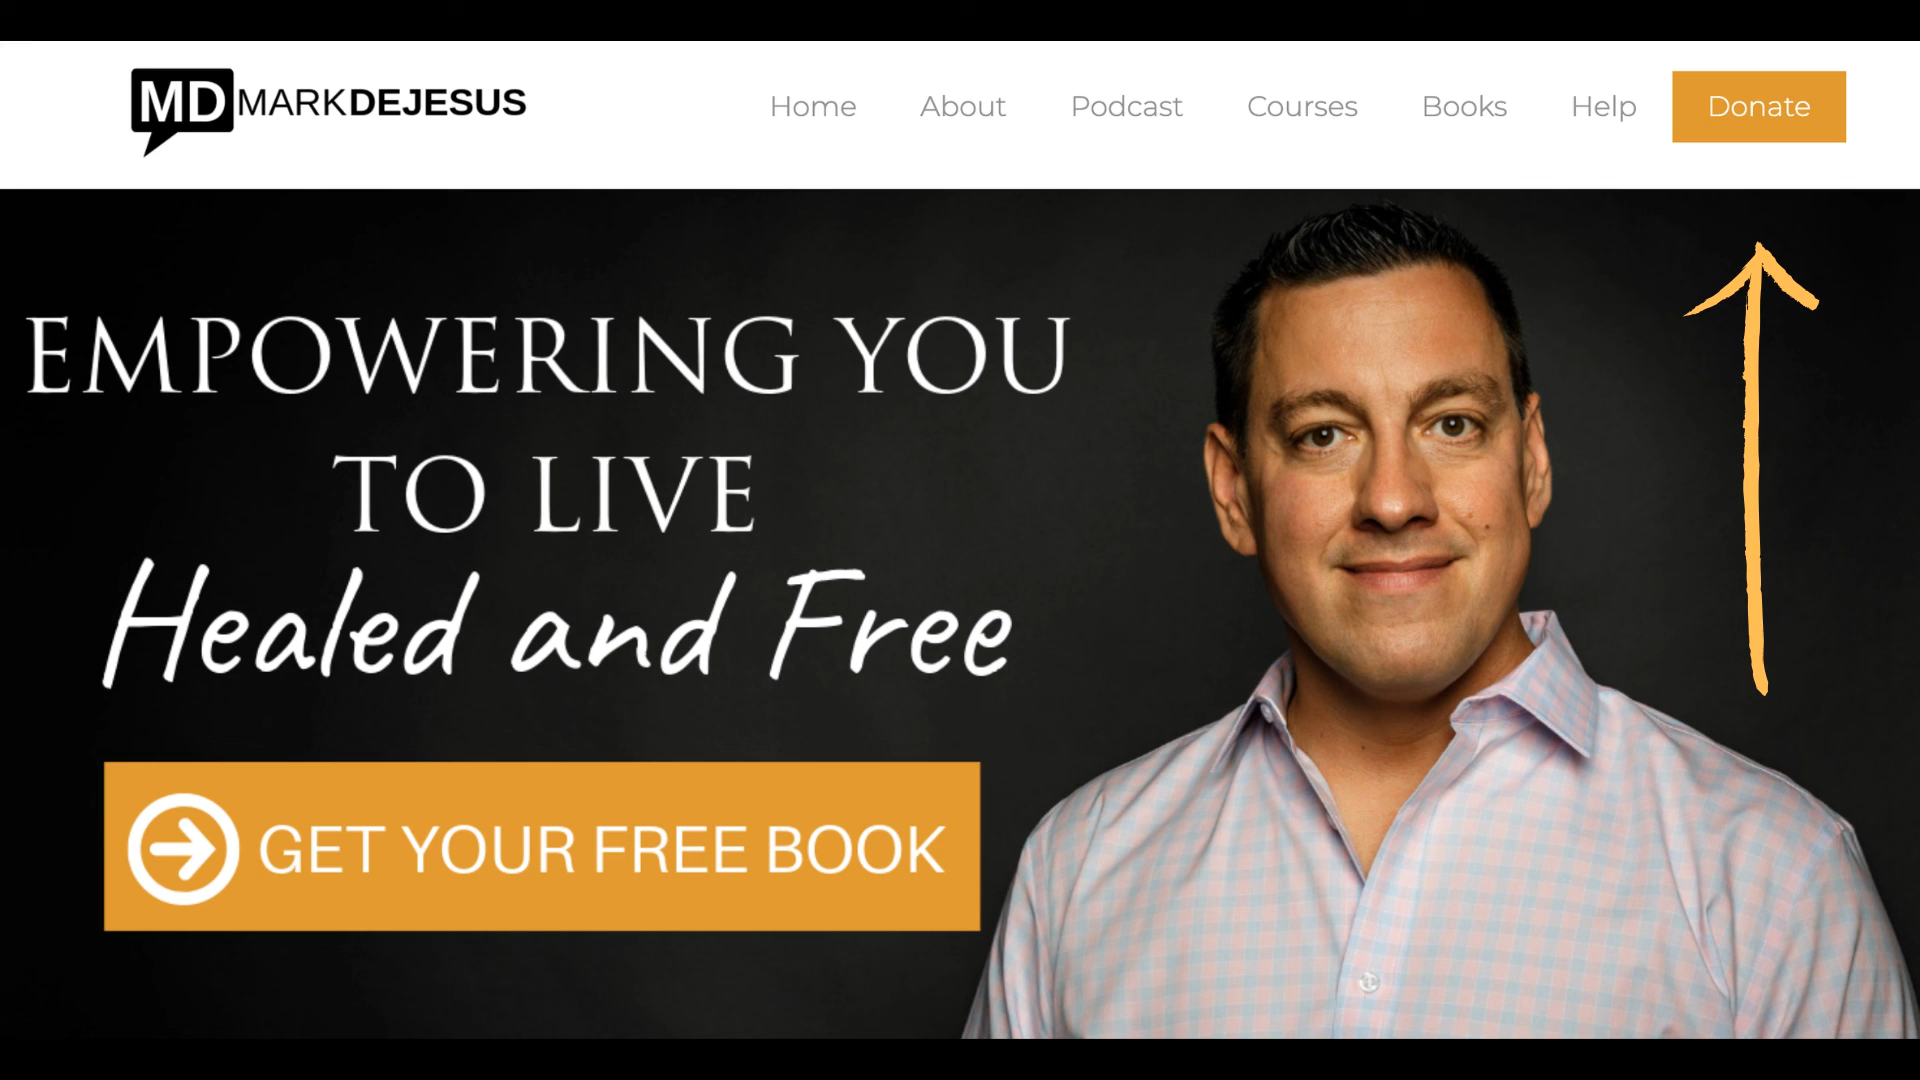 MD MARKDEJESUS
Home About Podcast Courses Books Help Donate
EMPOWERING YOU
TO LIVE
Healed and Free
GET YOUR FREE BOOK